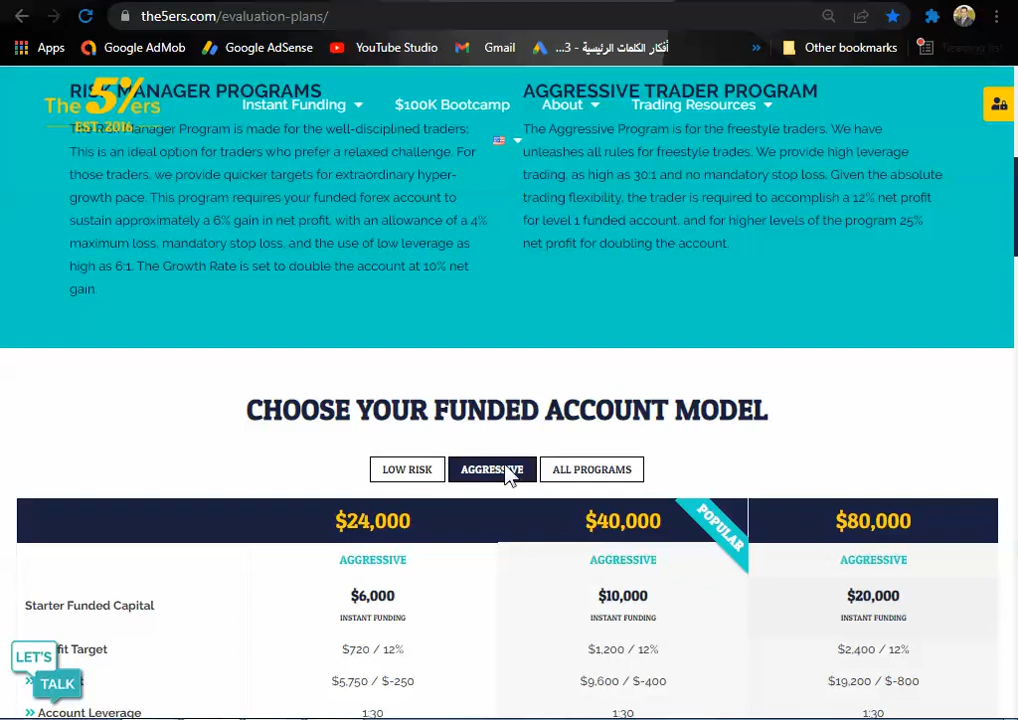 the5ers.com/evaluation-plans/
Apps
Google AdMob
Google AdSense
YouTube Studio
Gmail
أفكار الكلمات الرئيسية - 3...
»
Other bookmarks
The 5%ers
EST. 2016
Instant Funding
$100K Bootcamp
About
Trading Resources
RISK MANAGER PROGRAMS
The Risk Manager Program is made for the well-disciplined traders:
This is an ideal option for traders who prefer a relaxed challenge. For
those traders, we provide quicker targets for extraordinary hyper-
growth pace. This program requires your funded forex account to
sustain approximately a 6% gain in net profit, with an allowance of a 4%
maximum loss, mandatory stop loss, and the use of low leverage as
high as 6:1. The Growth Rate is set to double the account at 10% net
gain
AGGRESSIVE TRADER PROGRAM
The Aggressive Program is for the freestyle traders. We have
unleashes all rules for freestyle trades. We provide high leverage
trading, as high as 30:1 and no mandatory stop loss. Given the absolute
trading flexibility, the trader is required to accomplish a 12% net profit
for level 1 funded account, and for higher levels of the program 25%
net profit for doubling the account.
CHOOSE YOUR FUNDED ACCOUNT MODEL
LOW RISK
AGGRESSIVE
ALL PROGRAMS
$24,000
$40,000
POPULAR
$80,000
AGGRESSIVE
AGGRESSIVE
AGGRESSIVE
Starter Funded Capital
$6,000
INSTANT FUNDING
$10,000
INSTANT FUNDING
$20,000
INSTANT FUNDING
fit Target
$720 / 12%
$1,200 / 12%
$2,400 / 12%
$5,750 / $-250
$9,600 / $-400
$19,200 / $-800
» Account Leverage
1:30
1:30
1:30
LET'S
TALK